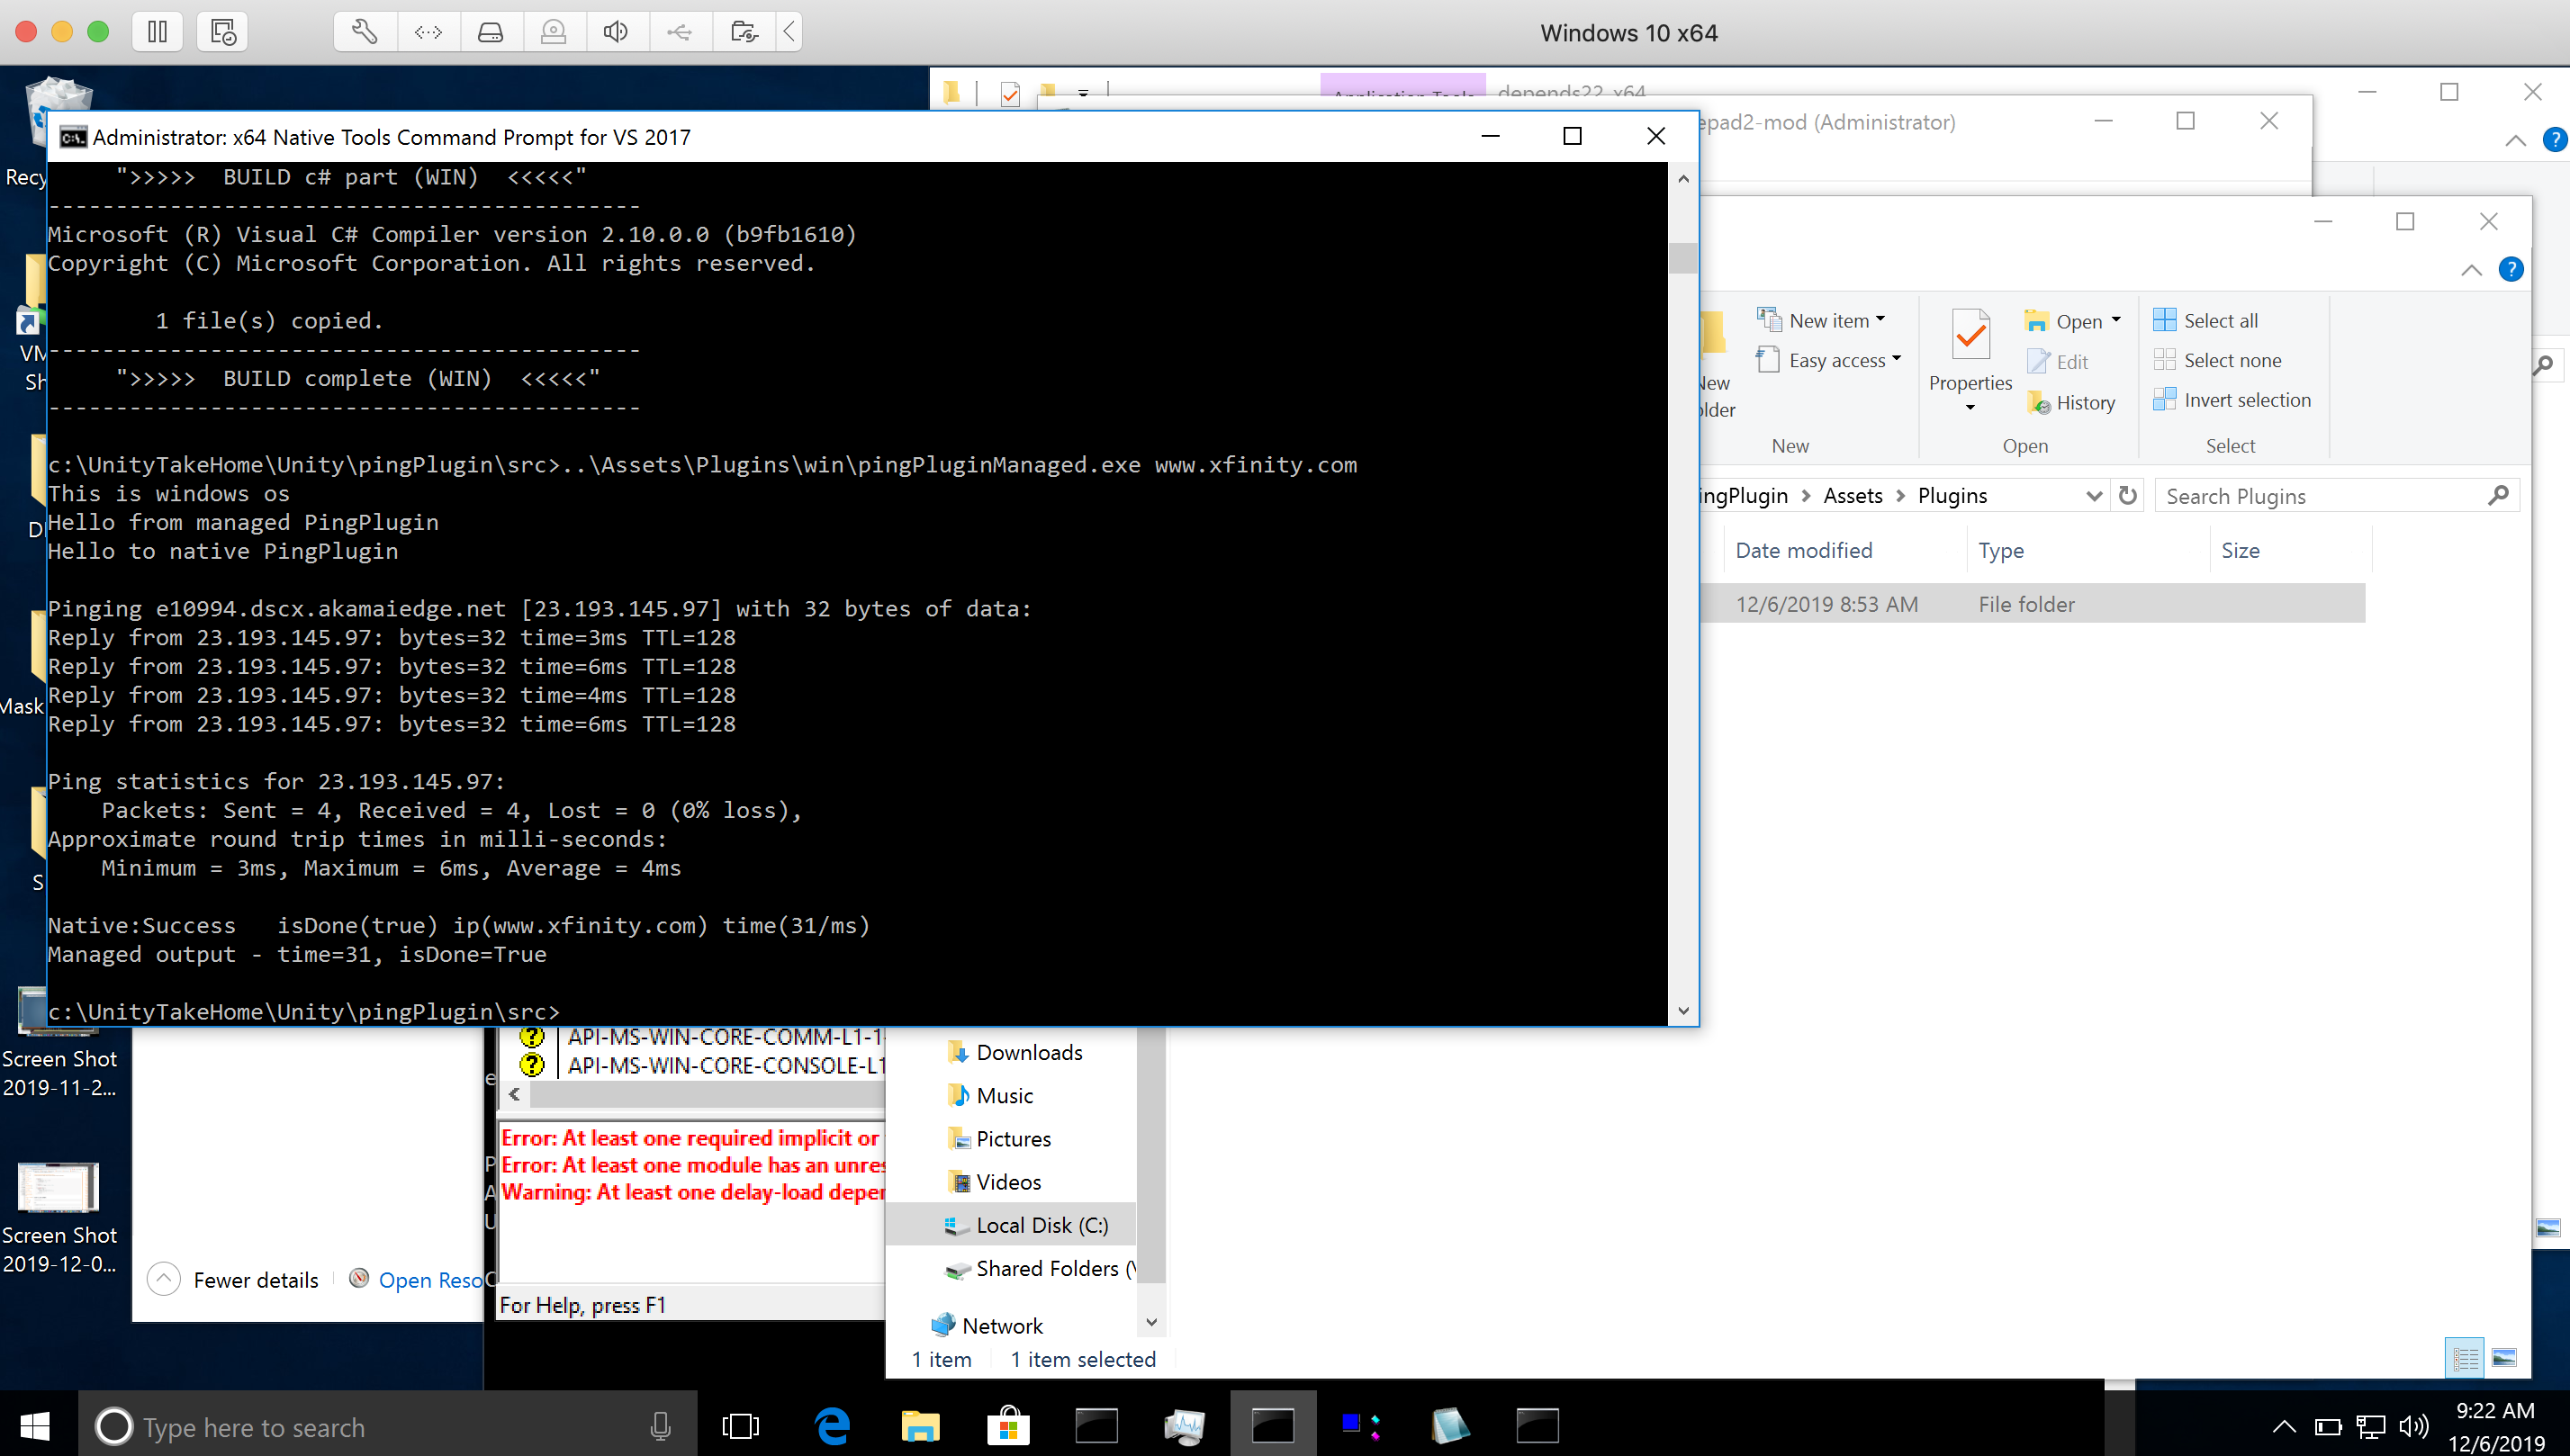 Windows 10 x64
Application Tools
depends22_x64
epad2-mod (Administrator)
Administrator: x64 Native Tools Command Prompt for VS 2017
">>>>>  BUILD c# part (WIN)  <<<<<"
--------------------------------------------
Microsoft (R) Visual C# Compiler version 2.10.0.0 (b9fb1610)
Copyright (C) Microsoft Corporation. All rights reserved.
1 file(s) copied.
--------------------------------------------
">>>>>  BUILD complete (WIN)  <<<<<"
--------------------------------------------
c:\UnityTakeHome\Unity\pingPlugin\src>..\Assets\Plugins\win\pingPluginManaged.exe www.xfinity.com
This is windows os
Hello from managed PingPlugin
Hello to native PingPlugin
Pinging e10994.dscx.akamaiedge.net [23.193.145.97] with 32 bytes of data:
Reply from 23.193.145.97: bytes=32 time=3ms TTL=128
Reply from 23.193.145.97: bytes=32 time=6ms TTL=128
Reply from 23.193.145.97: bytes=32 time=4ms TTL=128
Reply from 23.193.145.97: bytes=32 time=6ms TTL=128
Ping statistics for 23.193.145.97:
Packets: Sent = 4, Received = 4, Lost = 0 (0% loss),
Approximate round trip times in milli-seconds:
Minimum = 3ms, Maximum = 6ms, Average = 4ms
Native:Success   isDone(true) ip(www.xfinity.com) time(31/ms)
Managed output - time=31, isDone=True
c:\UnityTakeHome\Unity\pingPlugin\src>
Recy
VM
Sh
D
Mask
S
Screen Shot
2019-11-2...
Screen Shot
2019-12-0...
New item
Easy access
New
older
New
Properties
Open
Edit
History
Open
Select all
Select none
Invert selection
Select
ingPlugin > Assets > Plugins
Search Plugins
Date modified
Type
Size
12/6/2019 8:53 AM
File folder
API-MS-WIN-CORE-COMM-L1-1-
API-MS-WIN-CORE-CONSOLE-L1
Error: At least one required implicit or
Error: At least one module has an unres
Warning: At least one delay-load depen
For Help, press F1
e
P
A
U
C
Fewer details
Open Reso
Downloads
Music
Pictures
Videos
Local Disk (C:)
Shared Folders (\
Network
1 item
1 item selected
Type here to search
9:22 AM
12/6/2019